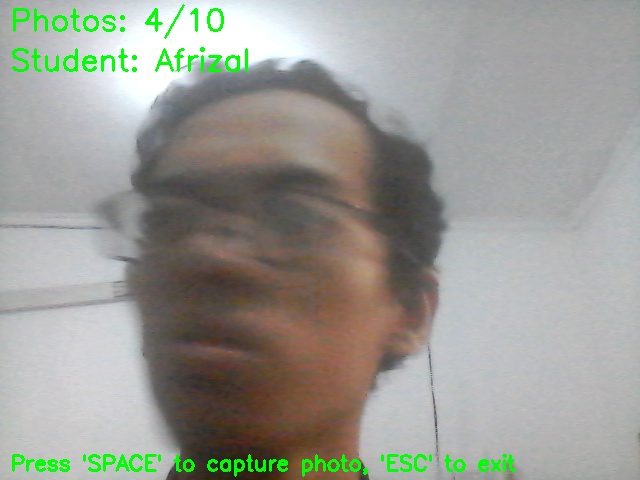 Photos: 4/10
Student: Afrizal
Press 'SPACE' to capture photo, 'ESC' to exit